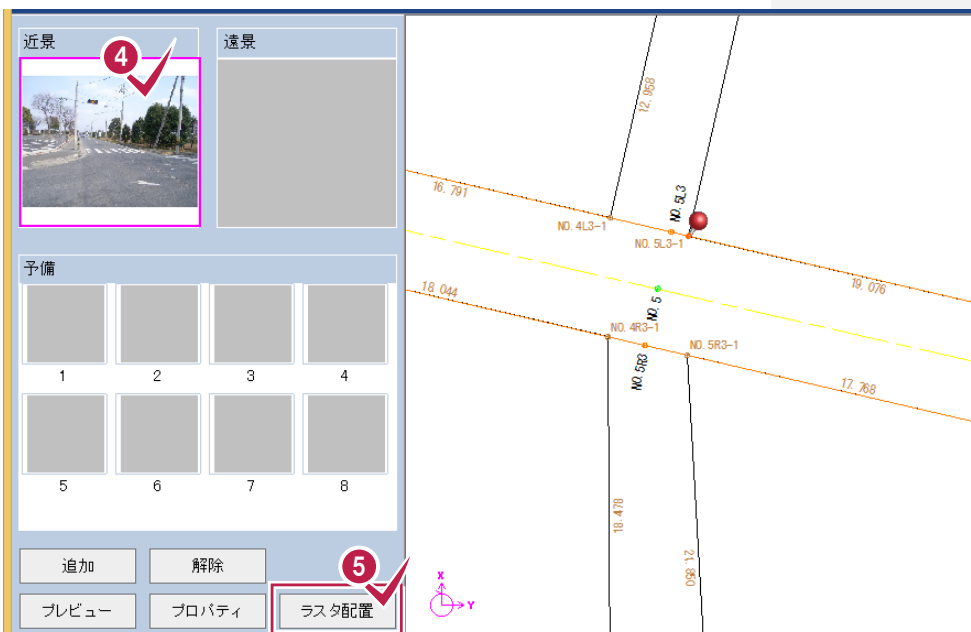 近景
遠景
4
予備
1
2
3
4
5
6
7
8
追加
解除
5
プレビュー
プロパティ
ラスタ配置
12.958
16.791
NO.5L3
NO.4L3-1
NO.5L3-1
19.076
18.044
NO.5
NO.4R3-1
NO.5R3-1
NO.5R3
17.768
18.478
21.850
X
Y